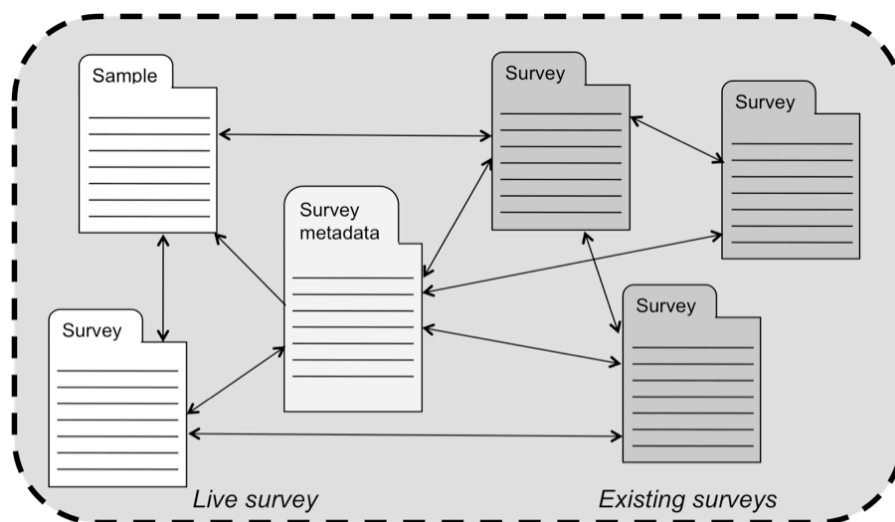 Sample
Survey
Survey
Survey
metadata
Survey
Survey
Live survey
Existing surveys